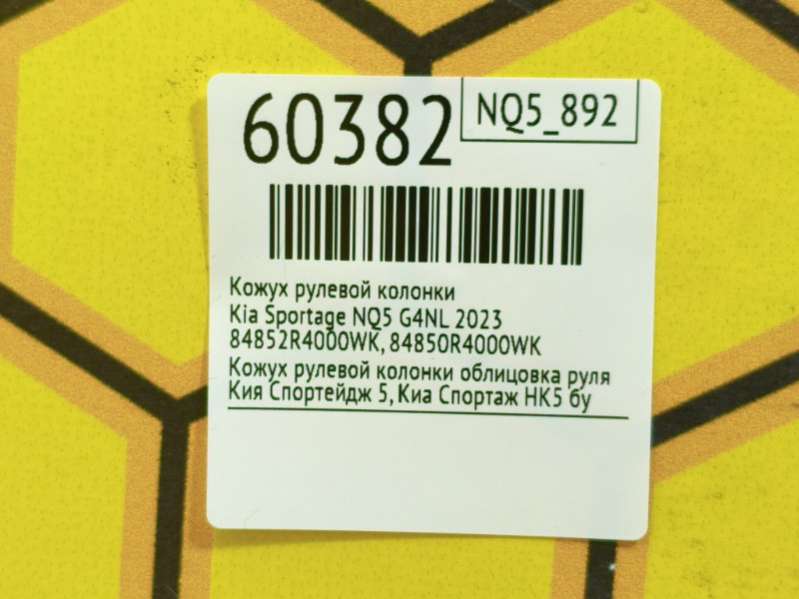 60382
NQ5_892
Кожух рулевой колонки
Kia Sportage NQ5 G4NL 2023
84852R4000WK, 84850R4000WK
Кожух рулевой колонки облицовка руля
Кия Спортейдж 5, Киа Спортаж НК5 бу